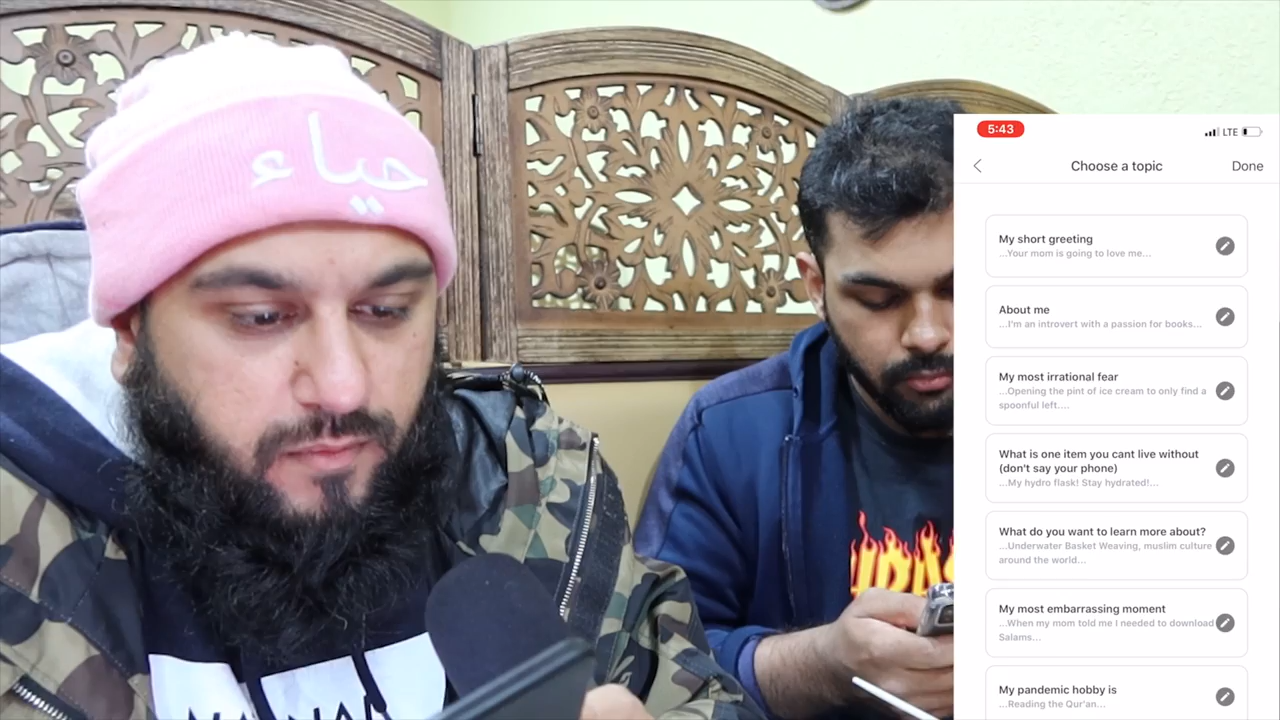 حياء
5:43
LTE
Choose a topic
Done
My short greeting
...Your mom is going to love me...
About me
...I'm an introvert with a passion for books...
My most irrational fear
...Opening the pint of ice cream to only find a
spoonful left....
What is one item you cant live without
(don't say your phone)
...My hydro flask! Stay hydrated!...
What do you want to learn more about?
...Underwater Basket Weaving, muslim culture
around the world...
My most embarrassing moment
...When my mom told me I needed to download
Salams...
My pandemic hobby is
...Reading the Qur'an...